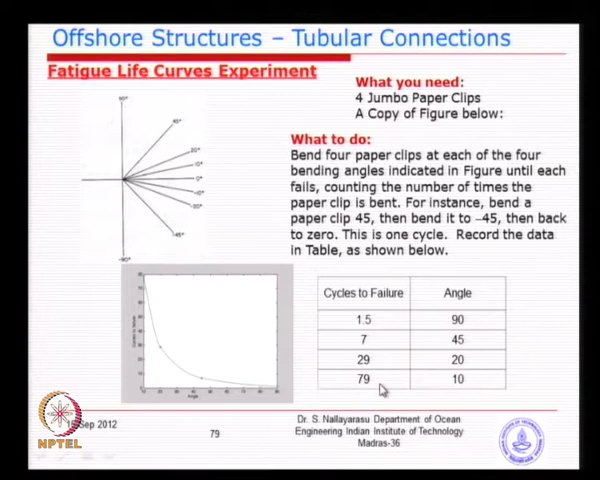 Offshore Structures – Tubular Connections
Fatigue Life Curves Experiment
What you need:
4 Jumbo Paper Clips
A Copy of Figure below:
What to do:
Bend four paper clips at each of the four
bending angles indicated in Figure until each
fails, counting the number of times the
paper clip is bent. For instance, bend a
paper clip 45, then bend it to –45, then back
to zero. This is one cycle. Record the data
in Table, as shown below.
90°
45°
20°
10°
0°
-10°
-20°
-45°
-90°
Angle
Cycles to Failure Angle
1.5 90
7 45
29 20
79 10
Sep 2012
NPTEL
79
Dr. S. Nallayarasu Department of Ocean
Engineering Indian Institute of Technology
Madras-36